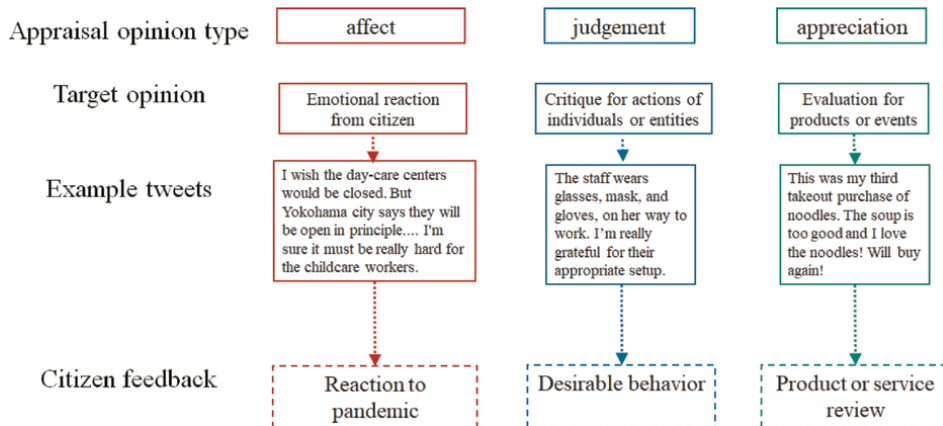 Appraisal opinion type
affect
judgement
appreciation
Target opinion
Emotional reaction
from citizen
Critique for actions of
individuals or entities
Evaluation for
products or events
Example tweets
I wish the day-care centers
would be closed. But
Yokohama city says they will
be open in principle.... I'm
sure it must be really hard for
the childcare workers.
The staff wears
glasses, mask, and
gloves, on her way to
work. I'm really
grateful for their
appropriate setup.
This was my third
takeout purchase of
noodles. The soup is
too good and I love
the noodles! Will buy
again!
Citizen feedback
Reaction to
pandemic
Desirable behavior
Product or service
review